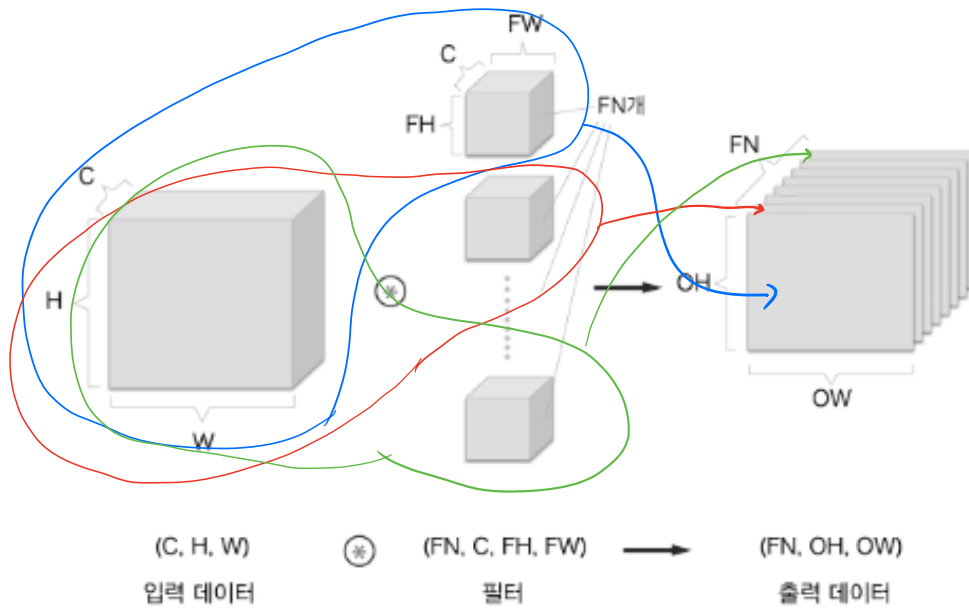 FW
C
FH
FN개
FN
C
H
W
⊛
OH
OW
(C, H, W) ⊛ (FN, C, FH, FW) → (FN, OH, OW)
입력 데이터 필터 출력 데이터